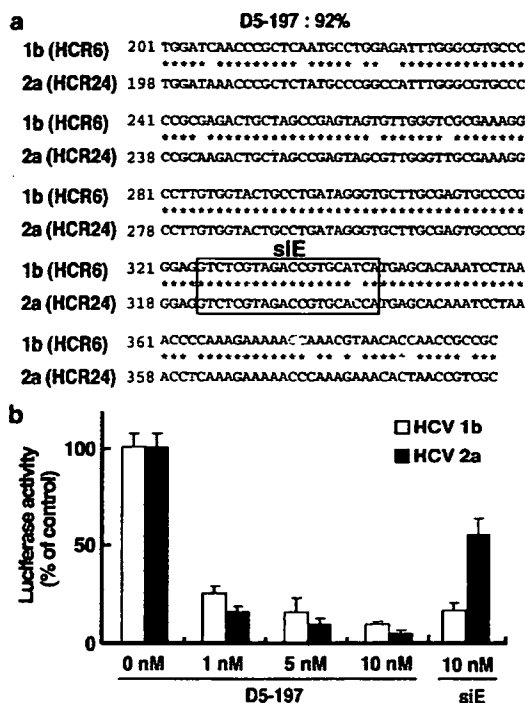 a
D5-197 : 92%
1b (HCR6) 201 TGGATCAACCCGCTCAATGCCTGGAGATTTGGGCGTGCCC
2a (HCR24) 198 TGGATAAACCCGCTCTATGCCCGGCCATTTGGGCGTGCCC
1b (HCR6) 241 CCGCGAGACTGCTAGCCGAGTAGTGTTGGGTCGCGAAAGG
2a (HCR24) 238 CCGCAAGACTGCTAGCCGAGTAGCGTTGGGTTGCGAAAGG
1b (HCR6) 281 CCTTGTGGTACTGCCTGATAGGGTGCTTGCGAGTGCCCCG
2a (HCR24) 278 CCTTGTGGTACTGCCTGATAGGGTGCTTGCGAGTGCCCCG
siE
1b (HCR6) 321 GGAGGTCTCGTAGACCGTGCATCATGAGCACAAATCCTAA
2a (HCR24) 318 GGAGGTCTCGTAGACCGTGCACCATGAGCACAAATCCTAA
1b (HCR6) 361
2a (HCR24) 358 ACCTCAAAGAAAAACCCAAAGAAACACTAACCGTCGC
b
Luciferase activity
(% of control)
100
50
0
HCV 1b
HCV 2a
0 nM 1 nM 5 nM 10 nM 10 nM
D5-197 siE